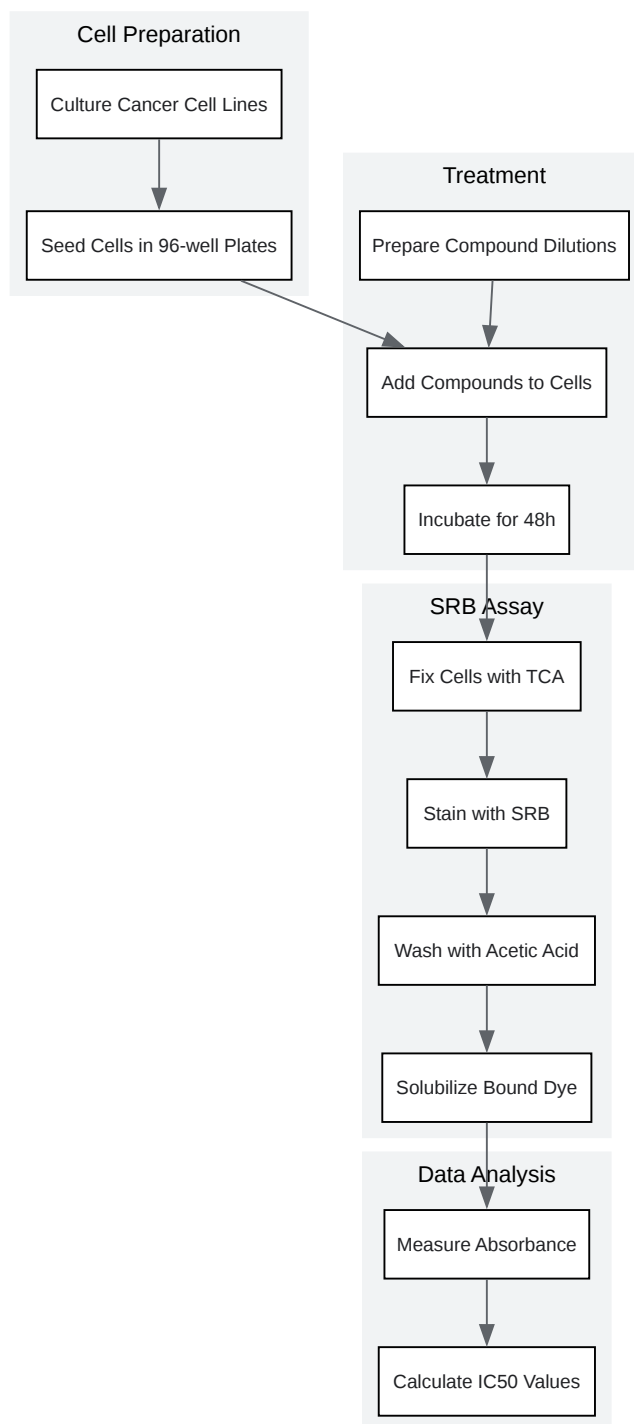 Cell Preparation
Culture Cancer Cell Lines
Seed Cells in 96-well Plates
Treatment
Prepare Compound Dilutions
Add Compounds to Cells
Incubate for 48h
SRB Assay
Fix Cells with TCA
Stain with SRB
Wash with Acetic Acid
Solubilize Bound Dye
Data Analysis
Measure Absorbance
Calculate IC50 Values